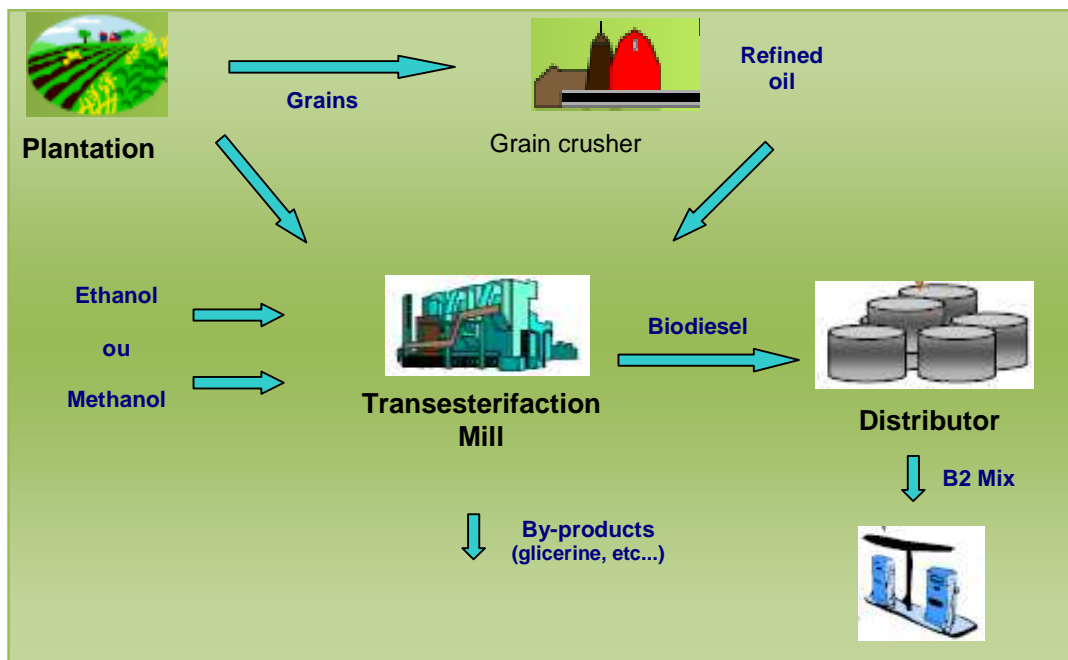 Refined
oil
Grains
Plantation
Grain crusher
Ethanol
ou
Methanol
Biodiesel
Transesterifaction
Mill
Distributor
B2 Mix
By-products
(glicerine, etc...)